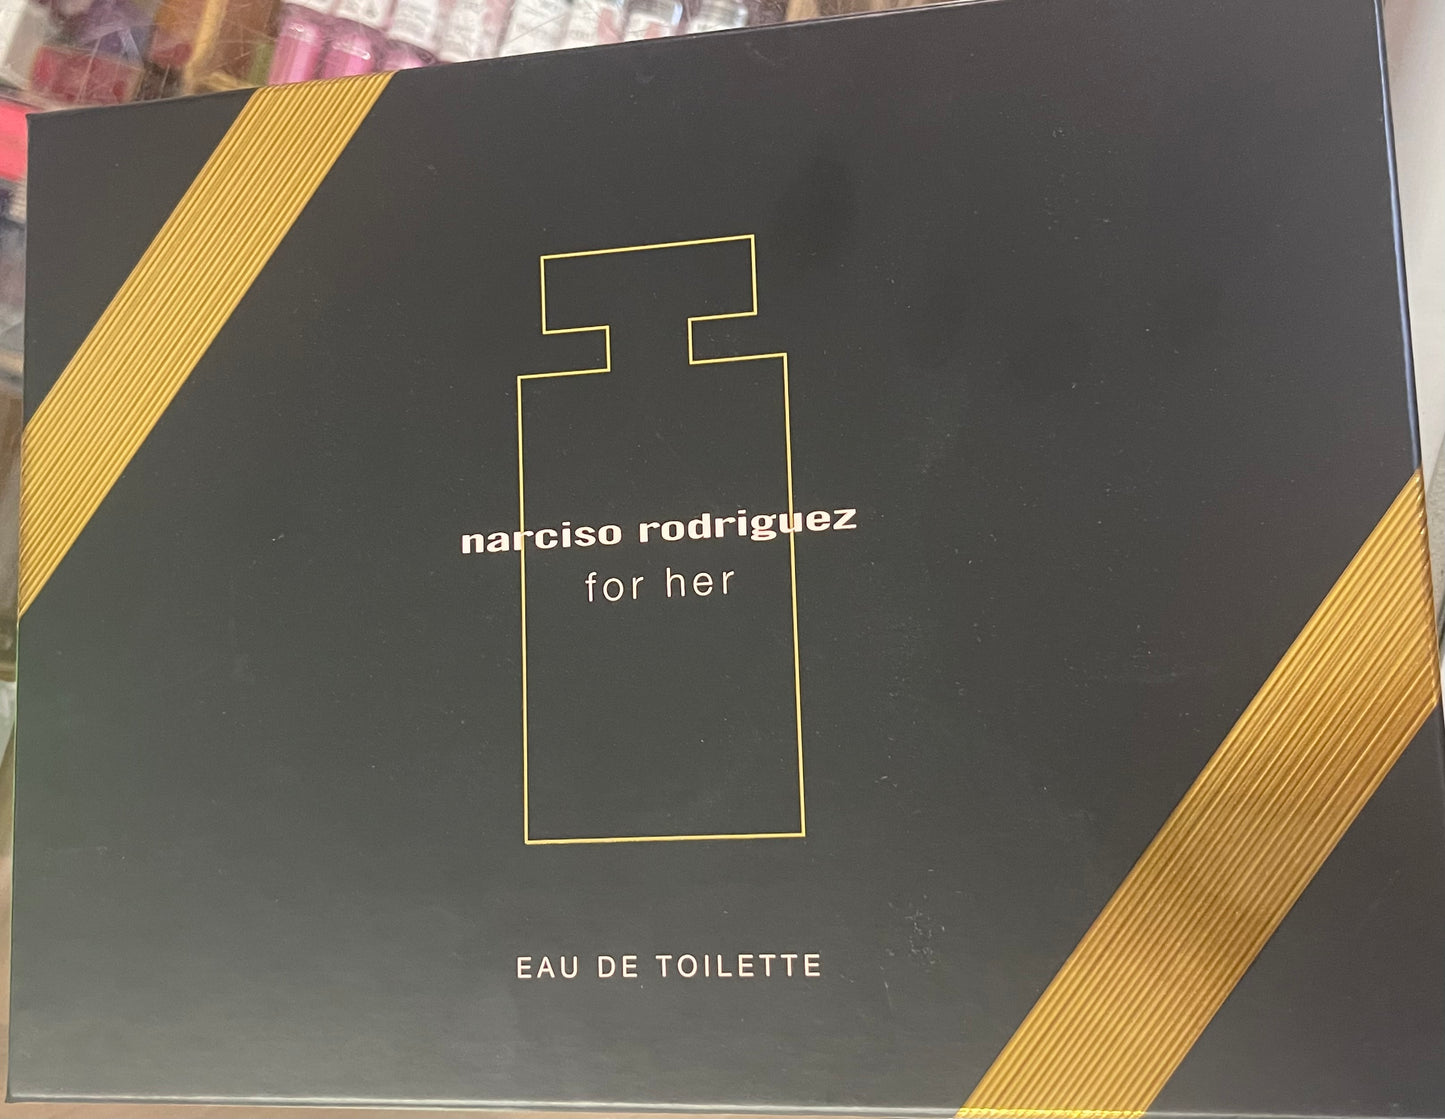 narciso rodriguez
for her
EAU DE TOILETTE